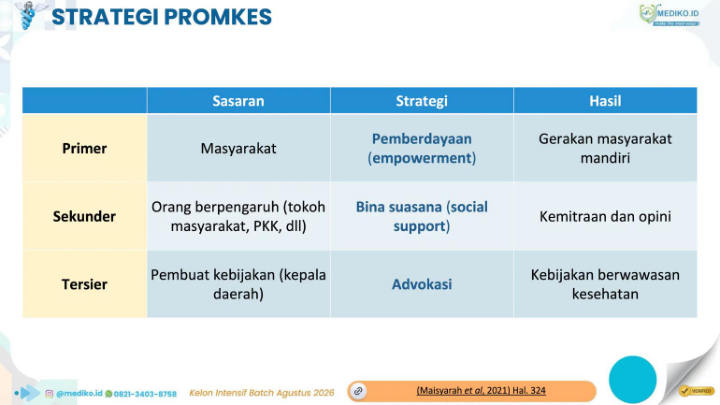 STRATEGI PROMKES
MEDIKO.ID
Sasaran
Strategi
Hasil
Primer
Masyarakat
Pemberdayaan
(empowerment)
Gerakan masyarakat
mandiri
Sekunder
Orang berpengaruh (tokoh
masyarakat, PKK, dll)
Bina suasana (social
support)
Kemitraan dan opini
Tersier
Pembuat kebijakan (kepala
daerah)
Advokasi
Kebijakan berwawasan
kesehatan
@mediko.id
0821-3403-8758
Kelon Intensif Batch Agustus 2026
(Maisyarah et al, 2021) Hal. 324
VERIFIED